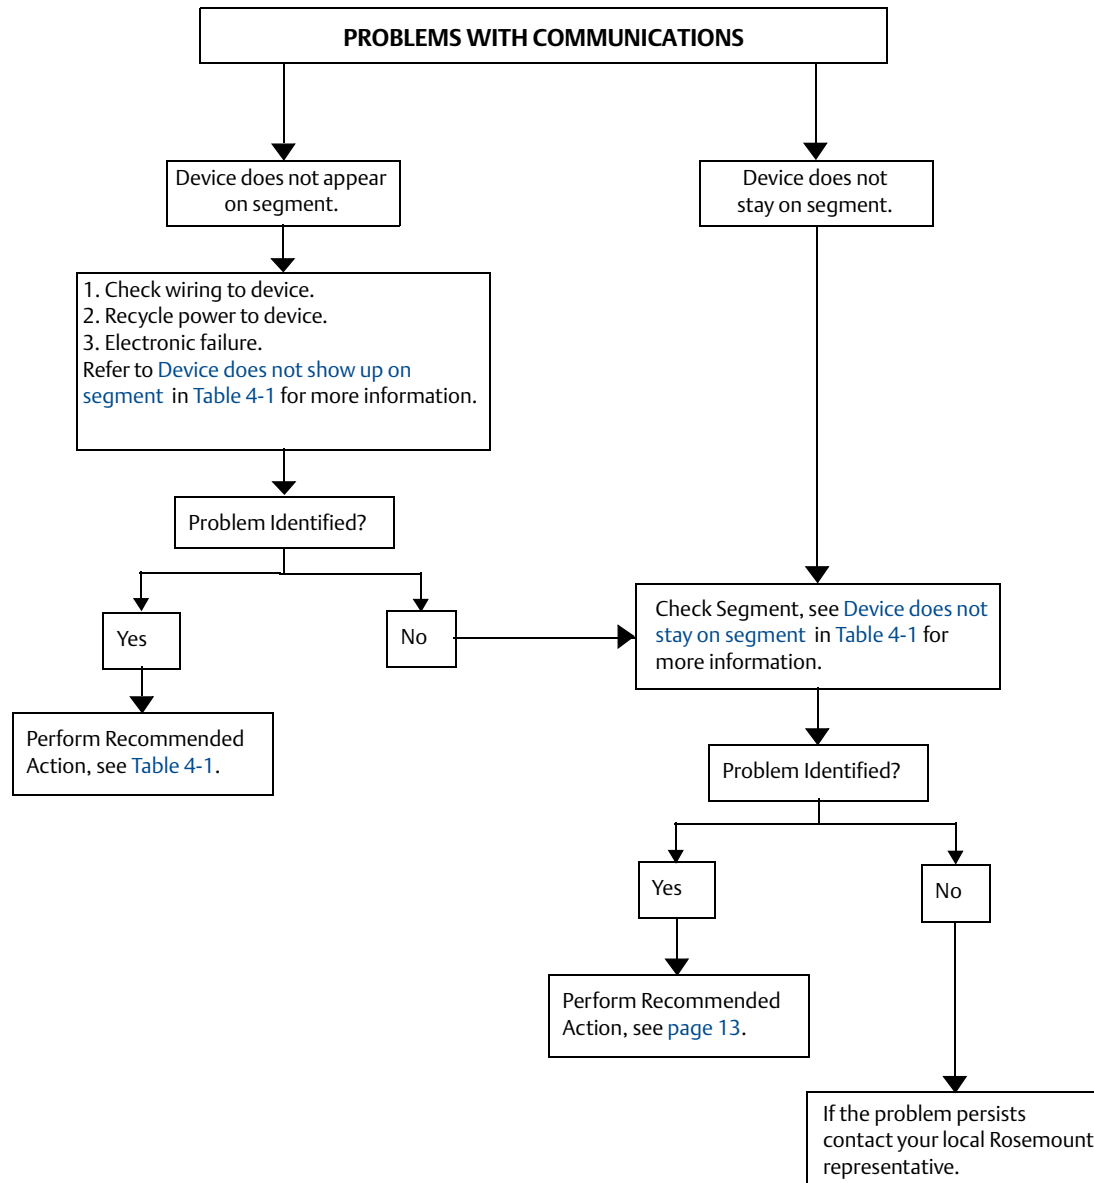 PROBLEMS WITH COMMUNICATIONS
Device does not appear
on segment.
Device does not
stay on segment.
1. Check wiring to device.
2. Recycle power to device.
3. Electronic failure.
Refer to Device does not show up on
segment in Table 4-1 for more information.
Problem Identified?
Yes
No
Check Segment, see Device does not
stay on segment in Table 4-1 for
more information.
Perform Recommended
Action, see Table 4-1.
Problem Identified?
Yes
No
Perform Recommended
Action, see page 13.
If the problem persists
contact your local Rosemount
representative.